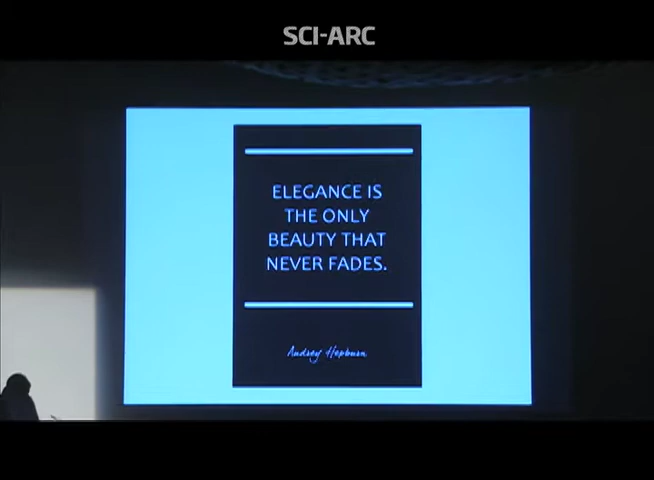 SCI-ARC
ELEGANCE IS
THE ONLY
BEAUTY THAT
NEVER FADES.
Audrey Hepburn